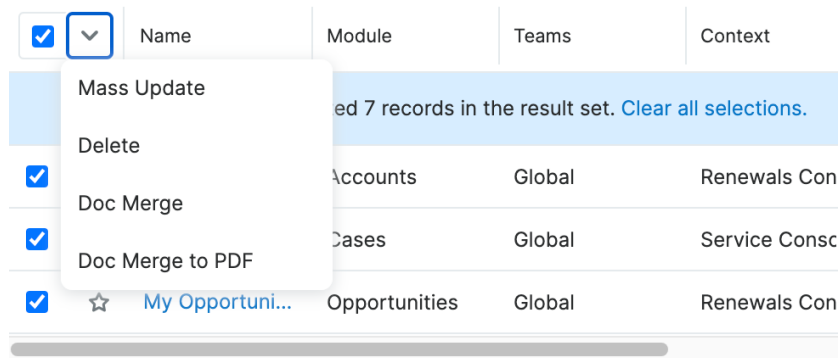 Name Module Teams Context
Mass Update
ed 7 records in the result set. Clear all selections.
Delete
Accounts Global Renewals Con
Doc Merge
Cases Global Service Conso
Doc Merge to PDF
My Opportuni... Opportunities Global Renewals Con